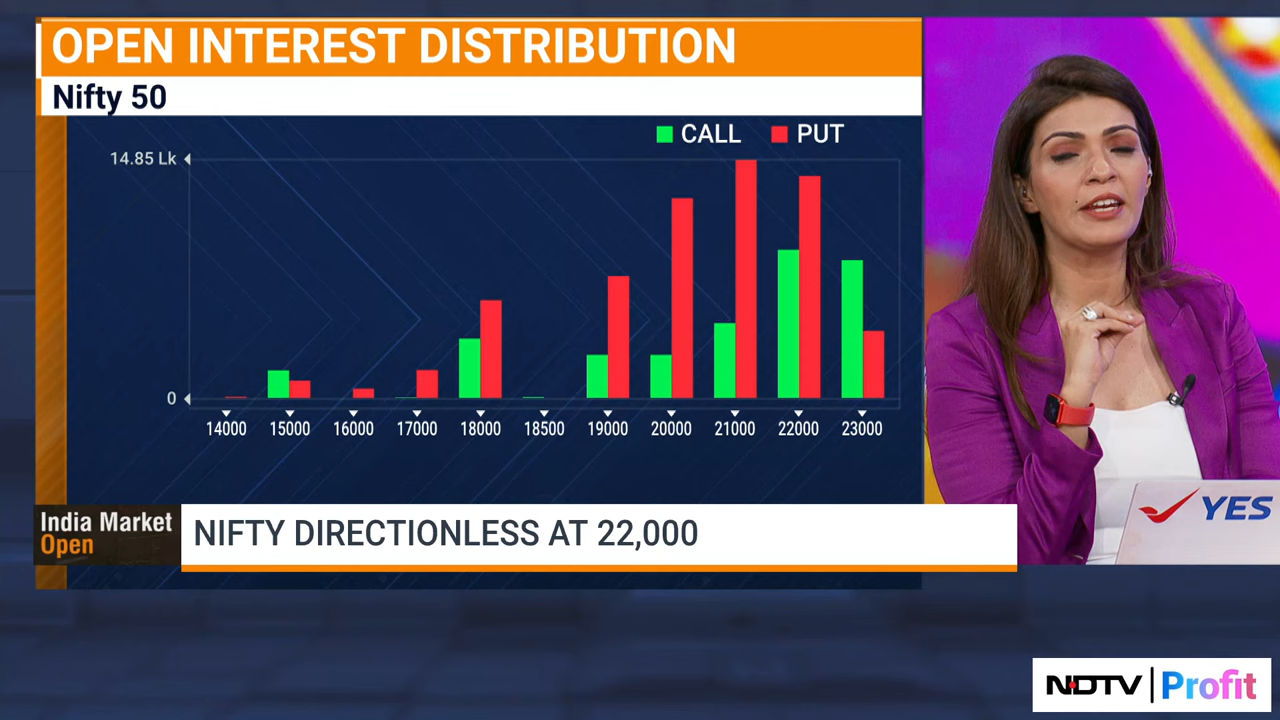 OPEN INTEREST DISTRIBUTION
Nifty 50
CALL PUT
14.85 Lk
0
14000 15000 16000 17000 18000 18500 19000 20000 21000 22000 23000
India Market
Open
NIFTY DIRECTIONLESS AT 22,000
YES
NDTV Profit